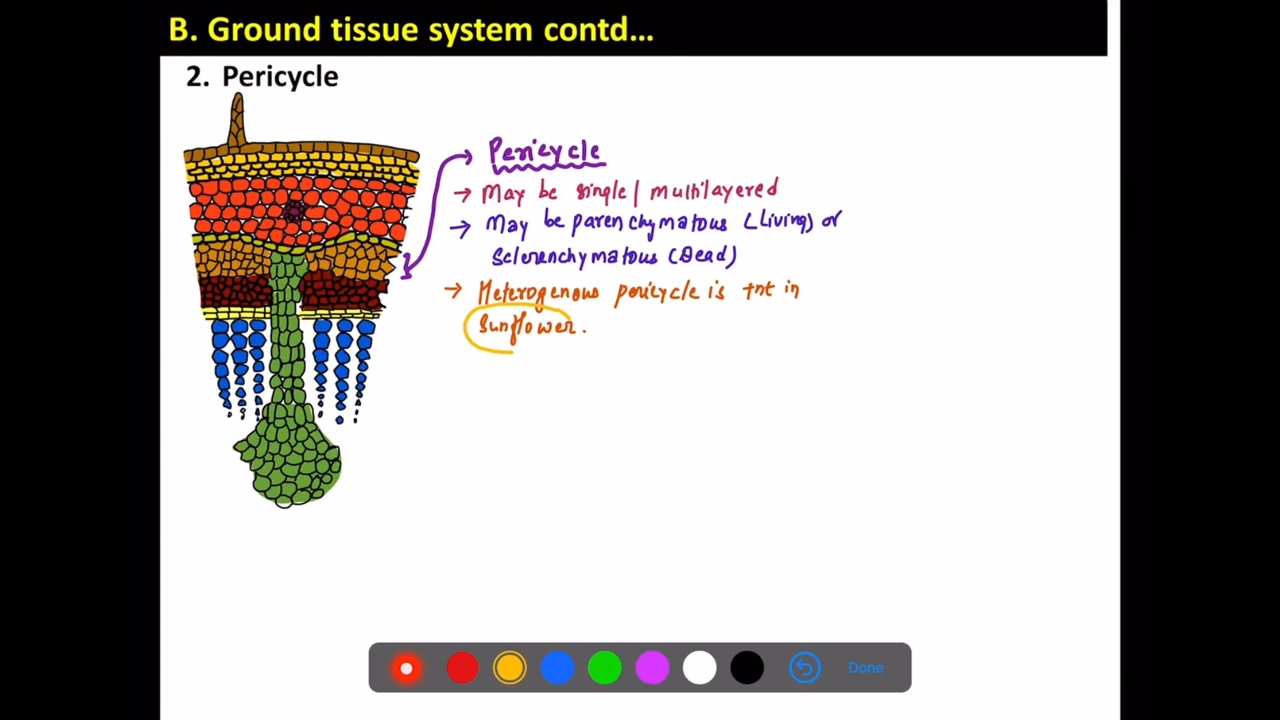 B. Ground tissue system contd...
2. Pericycle
Pericycle
→ May be single/ multilayered
→ May be parenchymatous (Living) or
Sclerenchymatous (Dead)
→ Heterogenous pericycle is +nt in
Sunflower.
Done